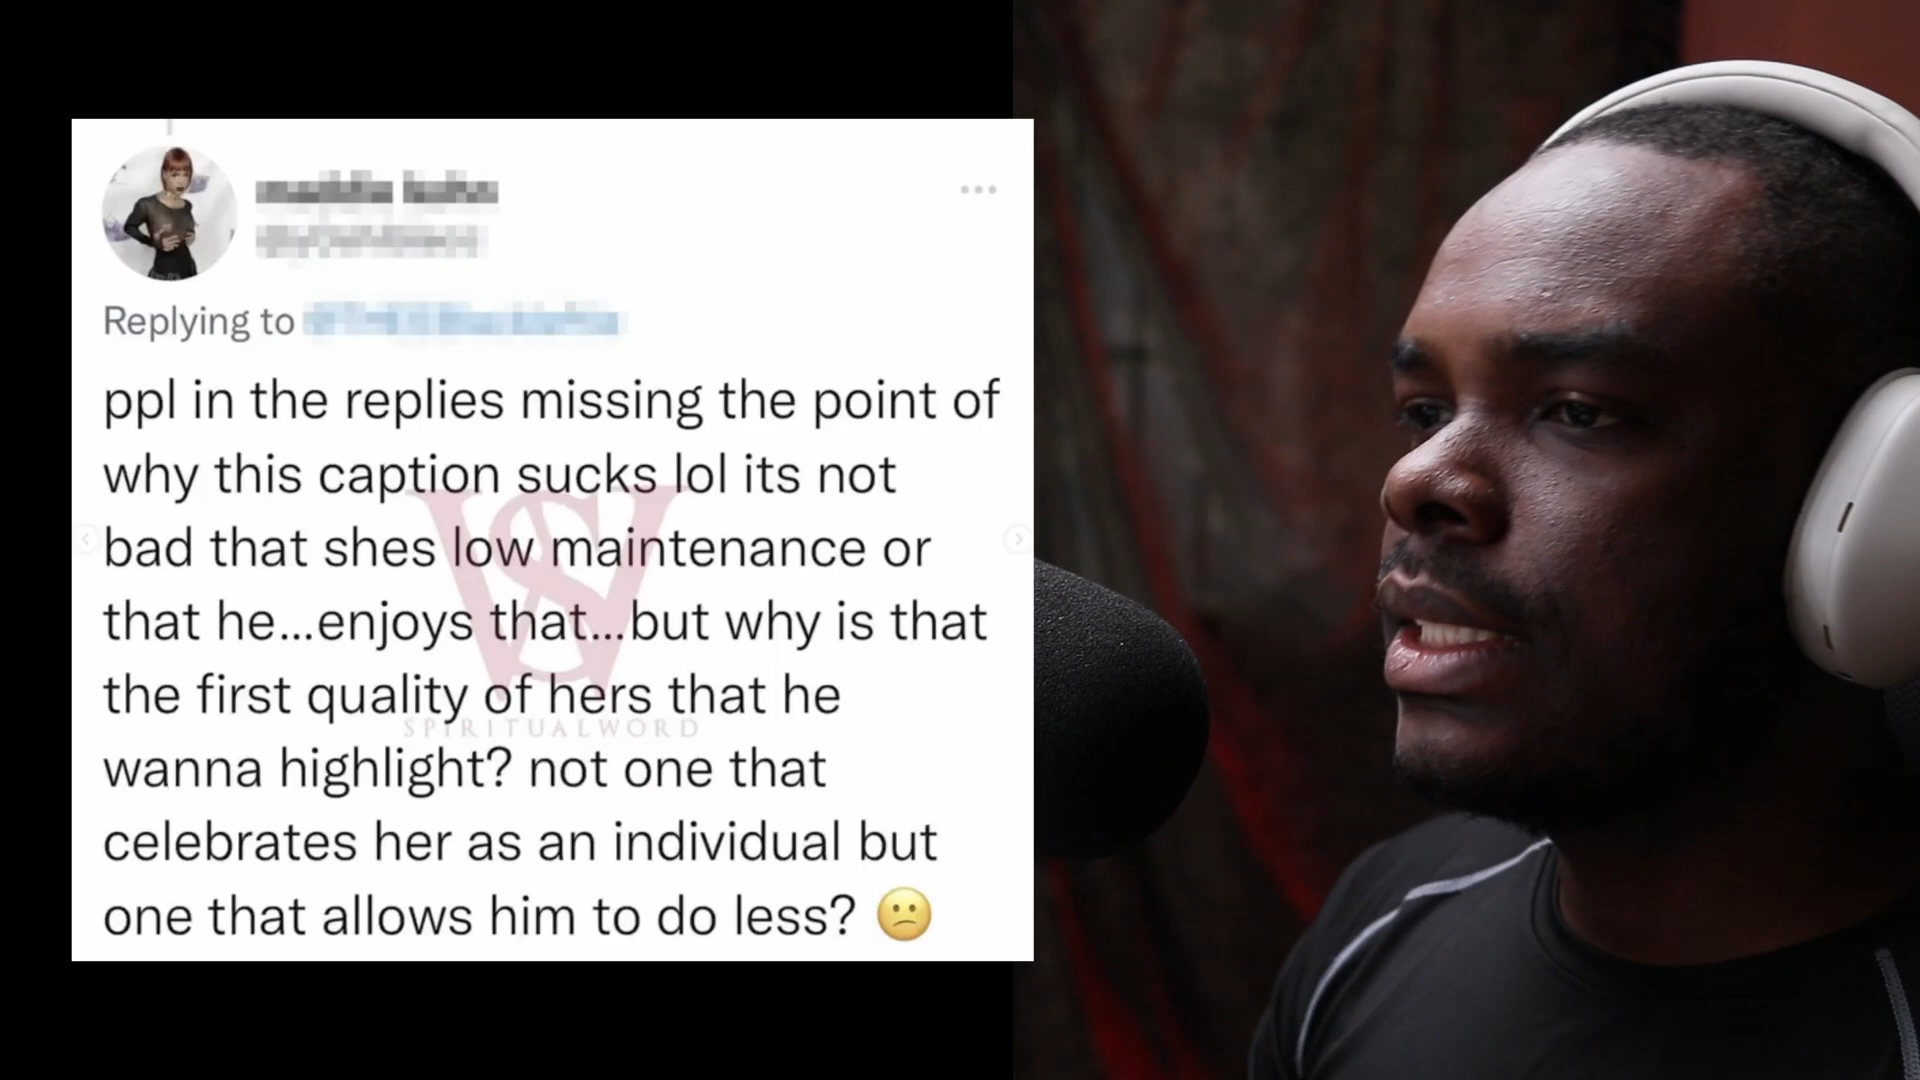 Replying to
ppl in the replies missing the point of
why this caption sucks lol its not
bad that shes low maintenance or
that he...enjoys that...but why is that
the first quality of hers that he
wanna highlight? not one that
celebrates her as an individual but
one that allows him to do less? 😕
SW
SPIRITUALWORD